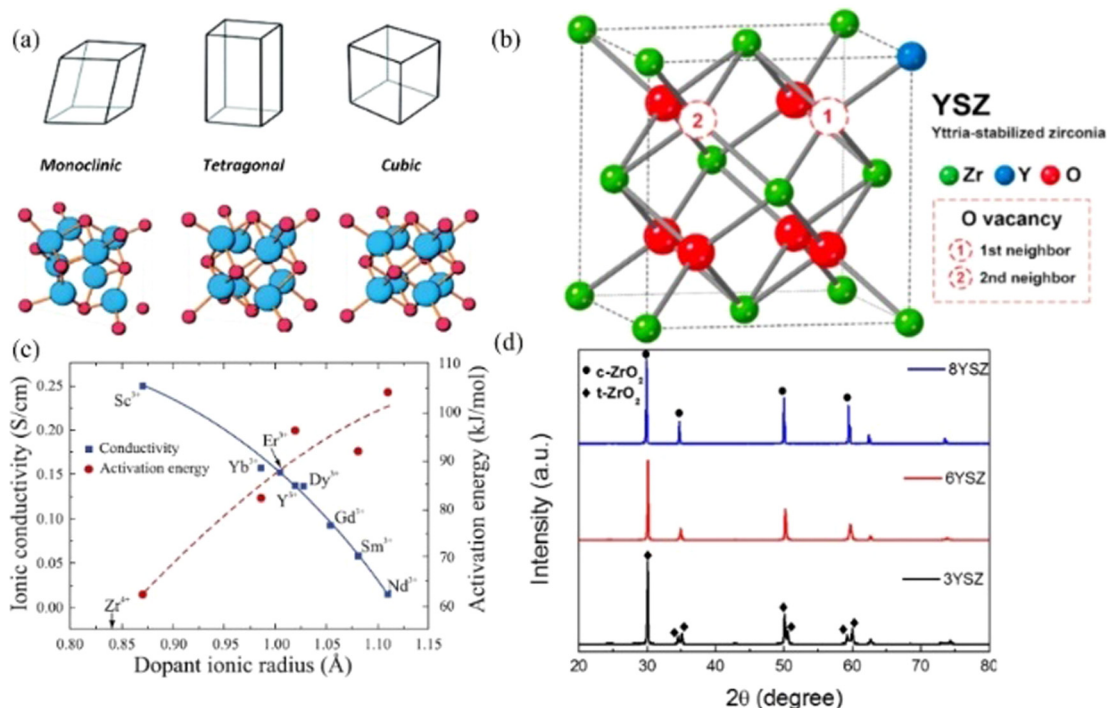 (a)
Monoclinic
Tetragonal
Cubic
(b)
2
1
YSZ
Yttria-stabilized zirconia
Zr
Y
O
O vacancy
1 1st neighbor
2 2nd neighbor
(c)
Ionic conductivity (S/cm)
0.25
0.20
0.15
0.10
0.05
0.00
Sc³⁺
Conductivity
Activation energy
Er³⁺
Yb³⁺
Y³⁺
Dy³⁺
Gd³⁺
Sm³⁺
Nd³⁺
Zr⁴⁺
110
100
90
80
70
60
Activation energy (kJ/mol)
0.80 0.85 0.90 0.95 1.00 1.05 1.10 1.15
Dopant ionic radius (Å)
(d)
c-ZrO₂
t-ZrO₂
8YSZ
6YSZ
3YSZ
Intensity (a.u.)
20 30 40 50 60 70 80
2θ (degree)